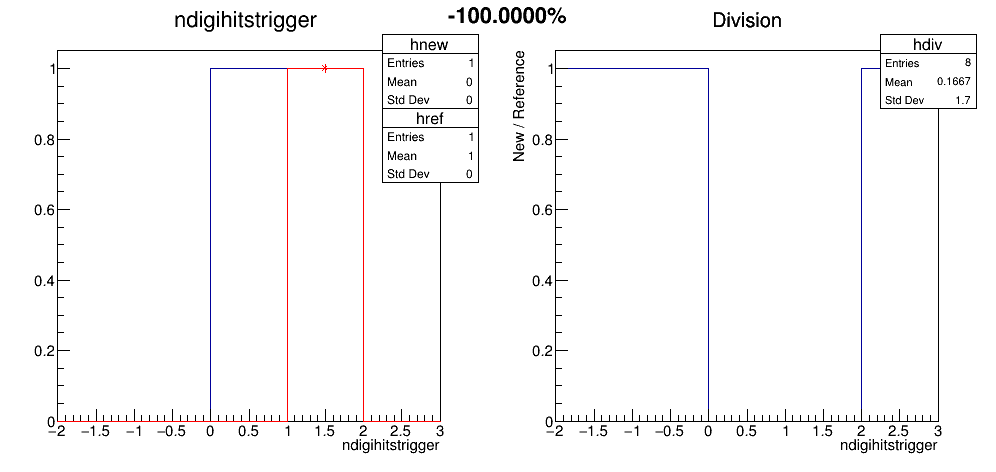 -100.0000%
ndigihitstrigger
hnew
Entries 1
Mean 0
Std Dev 0
href
Entries 1
Mean 1
Std Dev 0
1
0.8
0.6
0.4
0.2
0
−2 −1.5 −1 −0.5 0 0.5 1 1.5 2 2.5 3
ndigihitstrigger
Division
hdiv
Entries 8
Mean 0.1667
Std Dev 1.7
New / Reference
1
0.8
0.6
0.4
0.2
0
−2 −1.5 −1 −0.5 0 0.5 1 1.5 2 2.5 3
ndigihitstrigger